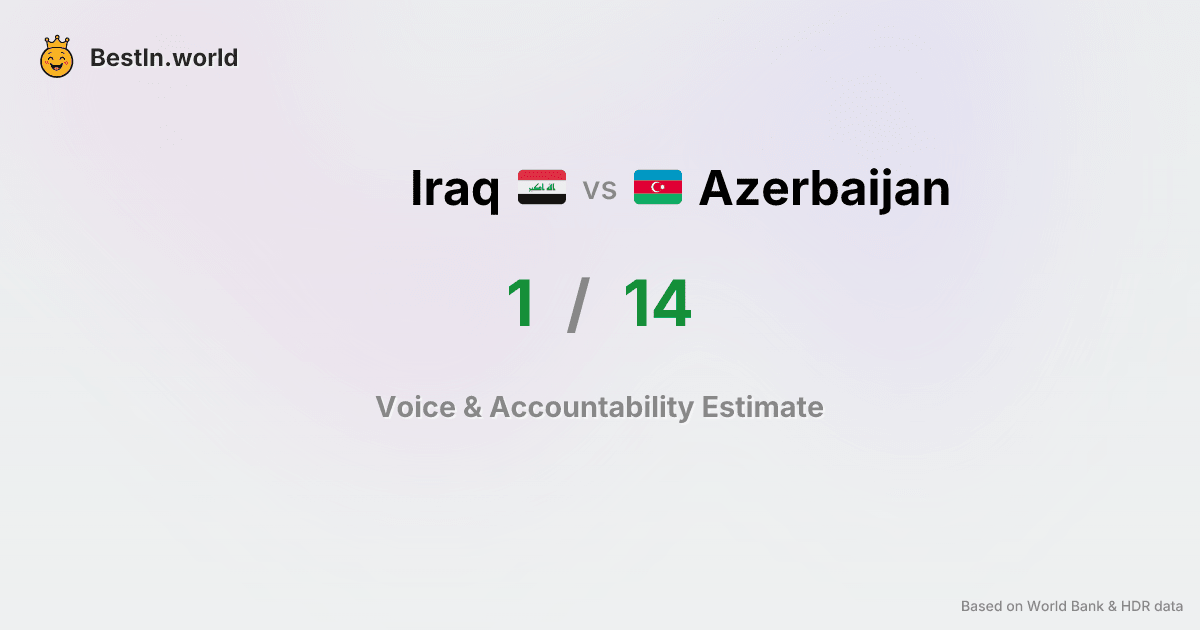 BestIn.world
Iraq vs Azerbaijan
1 / 14
Voice & Accountability Estimate
Based on World Bank & HDR data